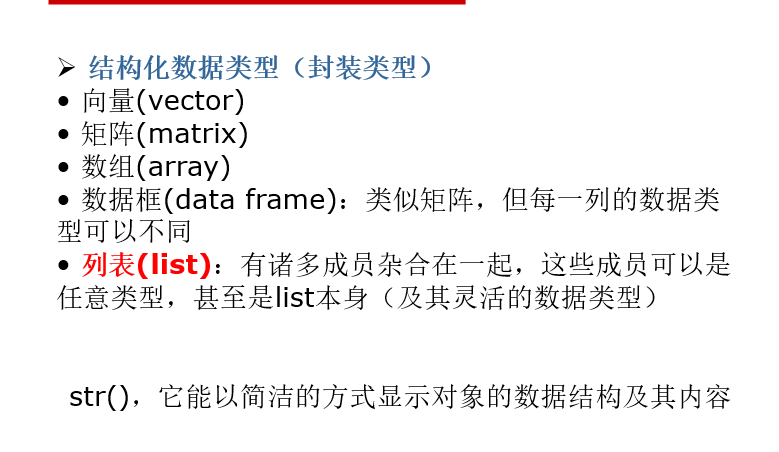 ➢ 结构化数据类型（封装类型）
• 向量(vector)
• 矩阵(matrix)
• 数组(array)
• 数据框(data frame)：类似矩阵，但每一列的数据类
型可以不同
• 列表(list)：有诸多成员杂合在一起，这些成员可以是
任意类型，甚至是list本身（及其灵活的数据类型）
str()，它能以简洁的方式显示对象的数据结构及其内容